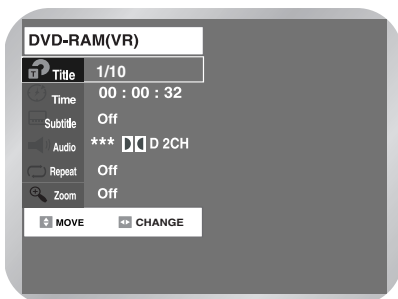 DVD-RAM(VR)
Title 1/10
Time 00 : 00 : 32
Subtitle Off
Audio *** D 2CH
Repeat Off
Zoom Off
MOVE CHANGE